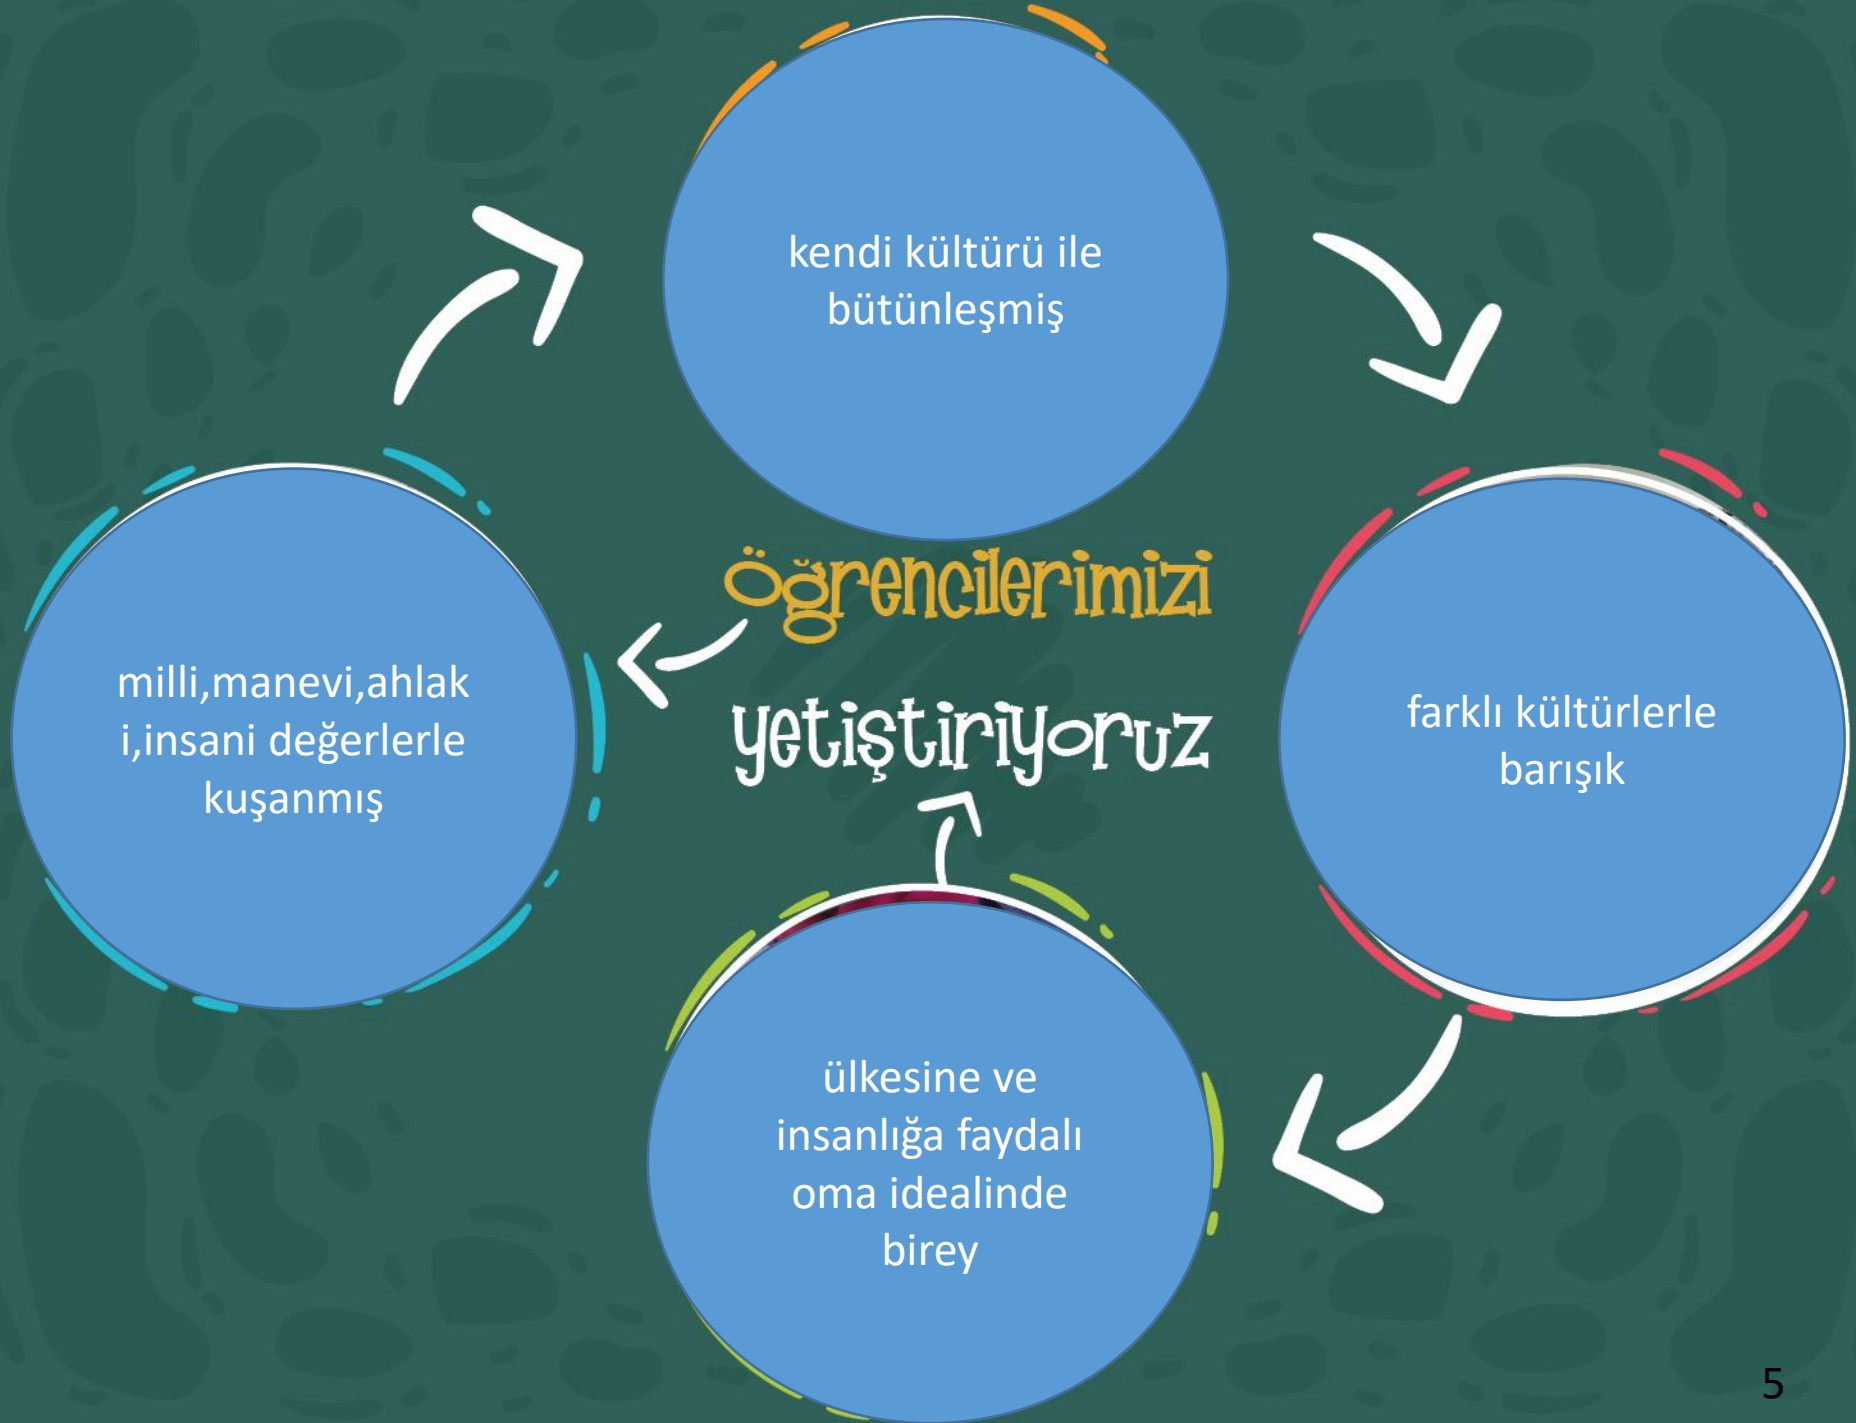 kendi kültürü ile
bütünleşmiş
Öğrencilerimizi
milli,manevi,ahlak
i,insani değerlerle
kuşanmış
farklı kültürlerle
barışık
yetiştiriyoruz
ülkesine ve
insanlığa faydalı
oma idealinde
birey
5